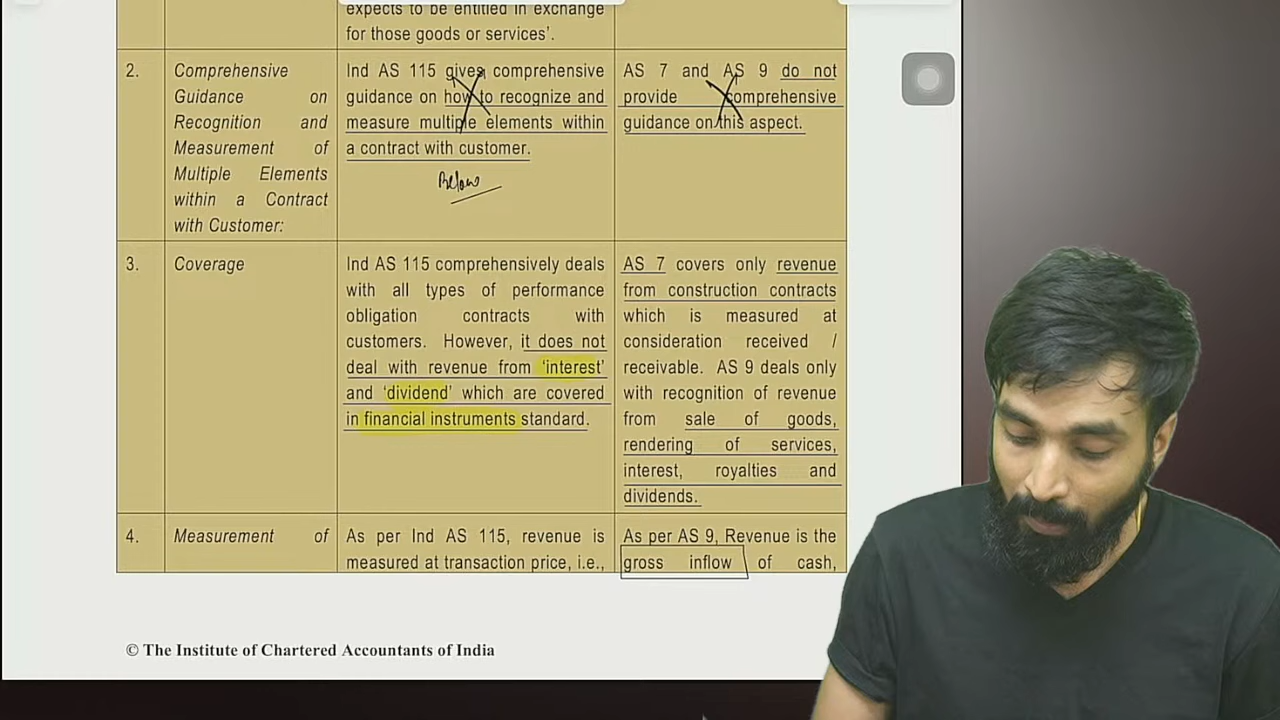 expects to be entitled in exchange
for those goods or services'.
2.
Comprehensive
Guidance on
Recognition and
Measurement of
Multiple Elements
within a Contract
with Customer:
Ind AS 115 gives comprehensive
guidance on how to recognize and
measure multiple elements within
a contract with customer.
Below
AS 7 and AS 9 do not
provide comprehensive
guidance on this aspect.
3.
Coverage
Ind AS 115 comprehensively deals
with all types of performance
obligation contracts with
customers. However, it does not
deal with revenue from 'interest'
and 'dividend' which are covered
in financial instruments standard.
AS 7 covers only revenue
from construction contracts
which is measured at
consideration received /
receivable. AS 9 deals only
with recognition of revenue
from sale of goods,
rendering of services,
interest, royalties and
dividends.
4.
Measurement of
As per Ind AS 115, revenue is
measured at transaction price, i.e.,
As per AS 9, Revenue is the
gross inflow of cash,
© The Institute of Chartered Accountants of India